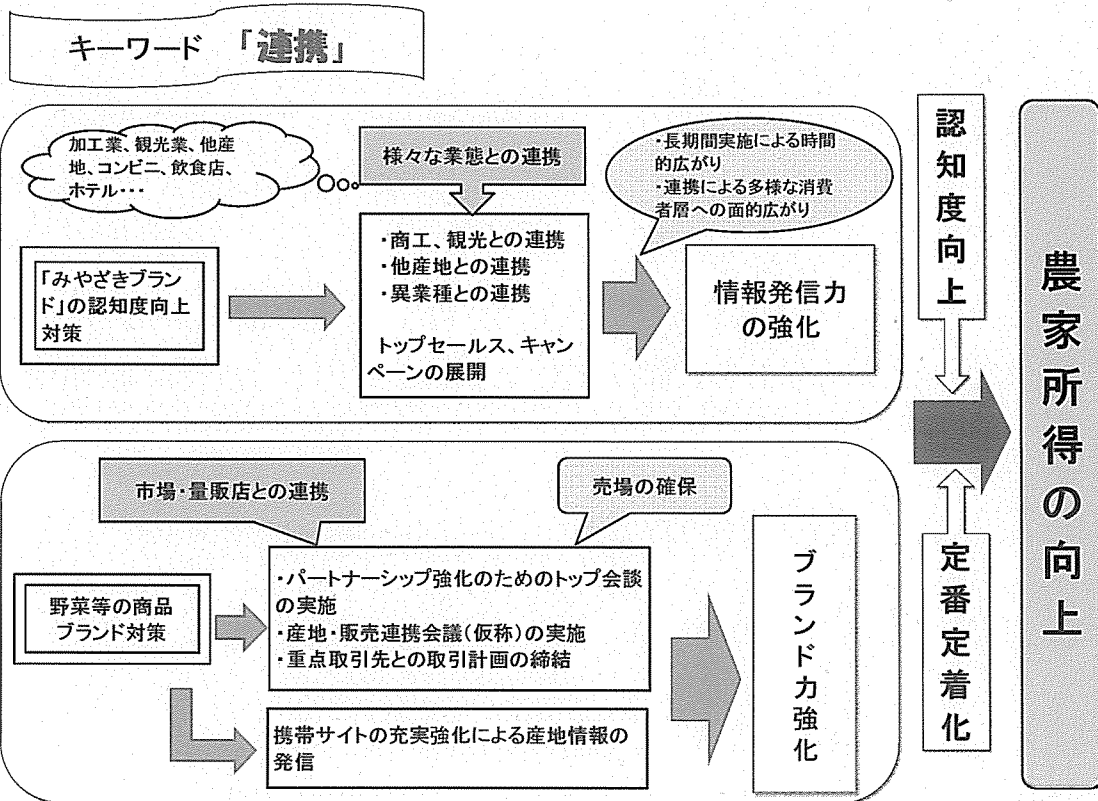 キーワード 「連携」
加工業、観光業、他産
地、コンビニ、飲食店、
ホテル・・・
様々な業態との連携
・長期間実施による時間
的広がり
・連携による多様な消費
者層への面的広がり
「みやざきブラン
ド」の認知度向上
対策
・商工、観光との連携
・他産地との連携
・異業種との連携
トップセールス、キャン
ペーンの展開
情報発信力
の強化
認知度向上
市場・量販店との連携
売場の確保
野菜等の商品
ブランド対策
・パートナーシップ強化のためのトップ会談
の実施
・産地・販売連携会議(仮称)の実施
・重点取引先との取引計画の締結
携帯サイトの充実強化による産地情報の
発信
ブランド力強化
定番定着化
農家所得の向上